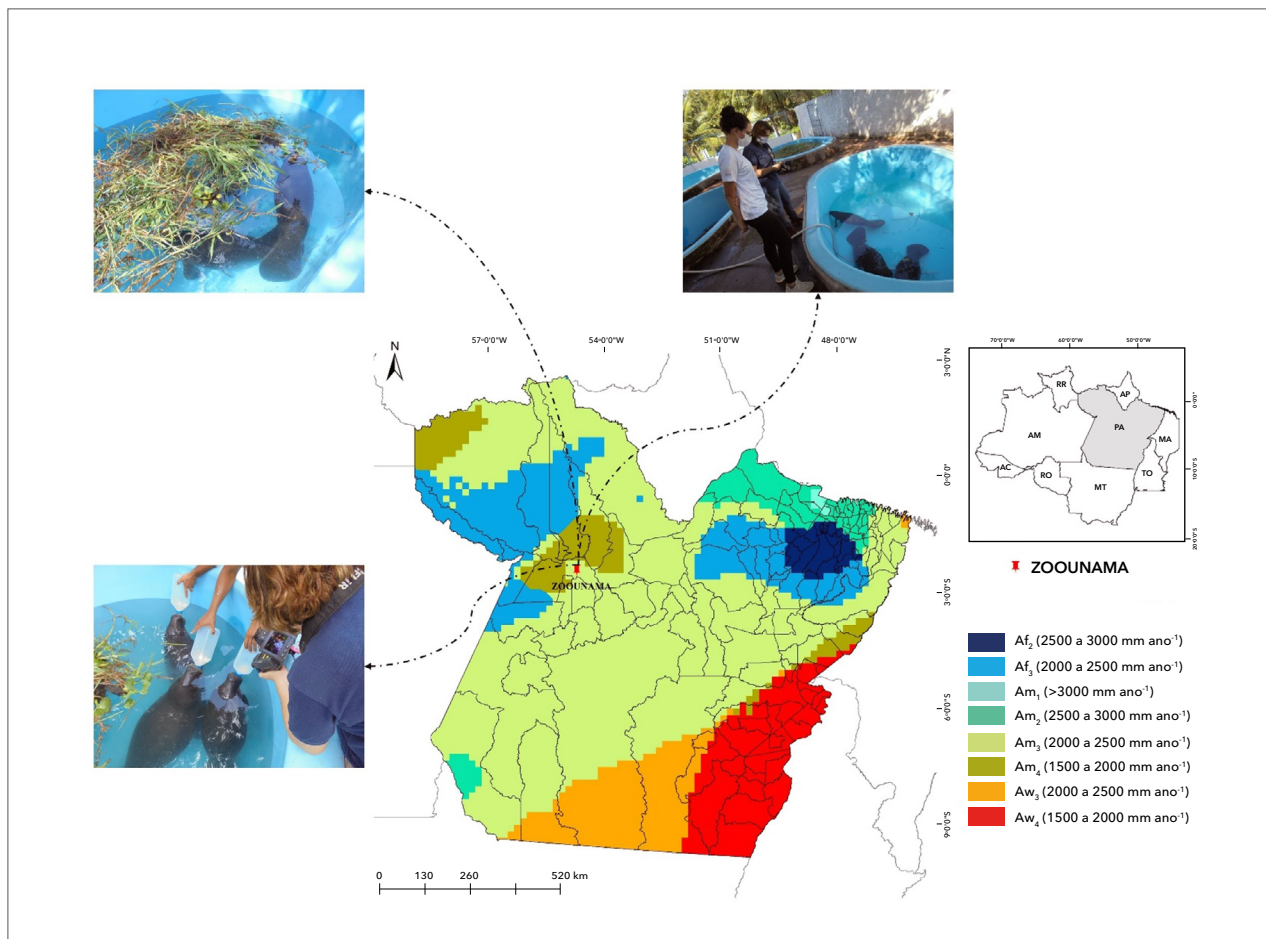 57°0'0"W
54°0'0"W
51°0'0"W
48°0'0"W
N
3°0'0"N
0°0'0"
3°0'0"S
6°0'0"S
9°0'0"S
ZOOUNAMA
0 130 260 520 km
70°0'0"W
60°0'0"W
50°0'0"W
0°0'0"
10°0'0"S
20°0'0"S
RR
AP
AM
PA
MA
AC
RO
TO
MT
ZOOUNAMA
Af₂ (2500 a 3000 mm ano⁻¹)
Af₃ (2000 a 2500 mm ano⁻¹)
Am₁ (>3000 mm ano⁻¹)
Am₂ (2500 a 3000 mm ano⁻¹)
Am₃ (2000 a 2500 mm ano⁻¹)
Am₄ (1500 a 2000 mm ano⁻¹)
Aw₃ (2000 a 2500 mm ano⁻¹)
Aw₄ (1500 a 2000 mm ano⁻¹)